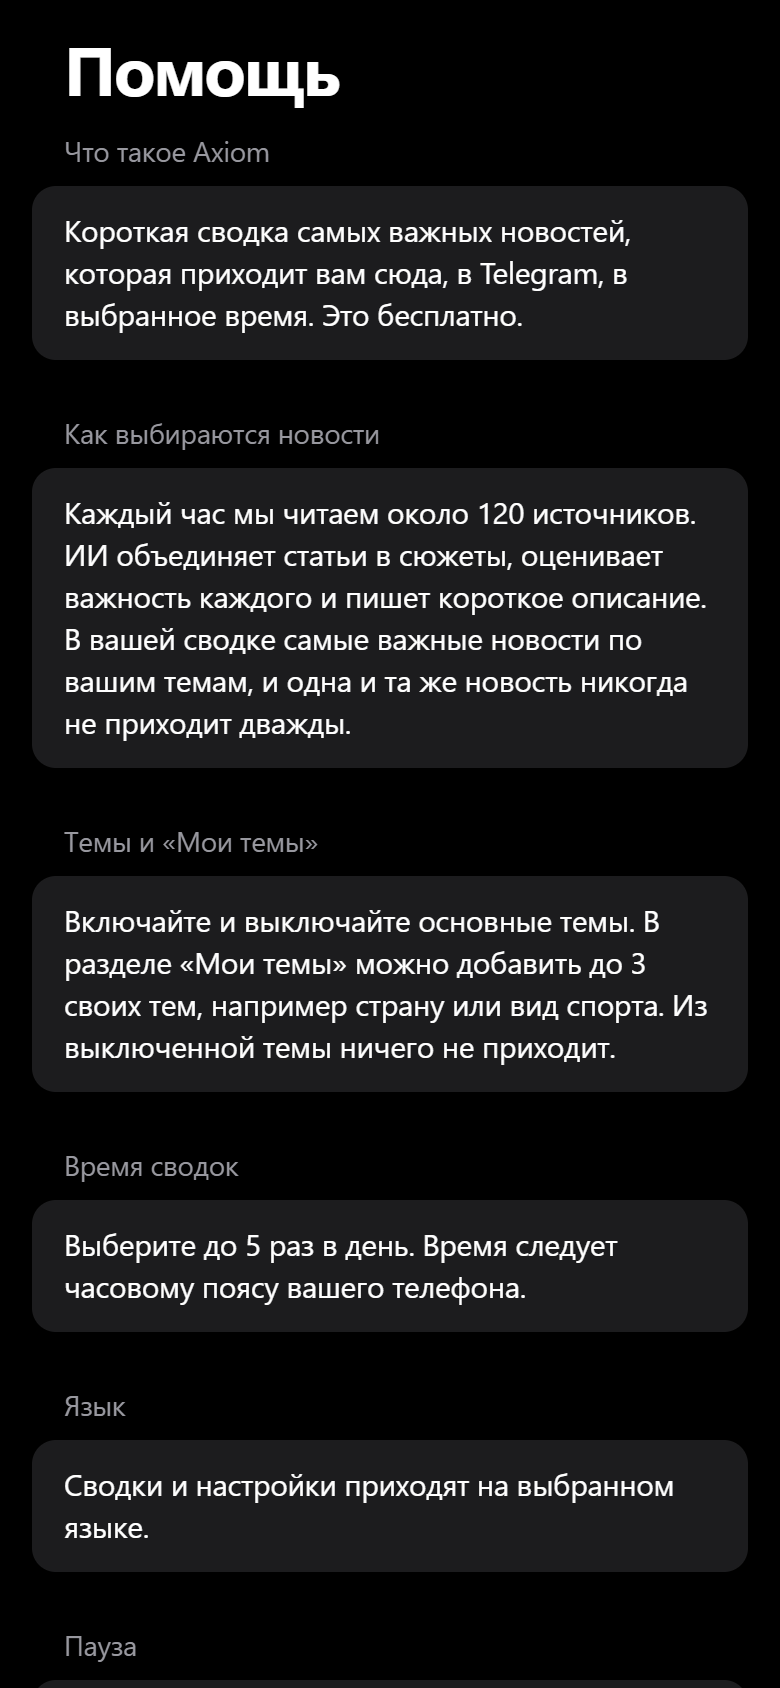 Помощь
Что такое Axiom
Короткая сводка самых важных новостей,
которая приходит вам сюда, в Telegram, в
выбранное время. Это бесплатно.
Как выбираются новости
Каждый час мы читаем около 120 источников.
ИИ объединяет статьи в сюжеты, оценивает
важность каждого и пишет короткое описание.
В вашей сводке самые важные новости по
вашим темам, и одна и та же новость никогда
не приходит дважды.
Темы и «Мои темы»
Включайте и выключайте основные темы. В
разделе «Мои темы» можно добавить до 3
своих тем, например страну или вид спорта. Из
выключенной темы ничего не приходит.
Время сводок
Выберите до 5 раз в день. Время следует
часовому поясу вашего телефона.
Язык
Сводки и настройки приходят на выбранном
языке.
Пауза